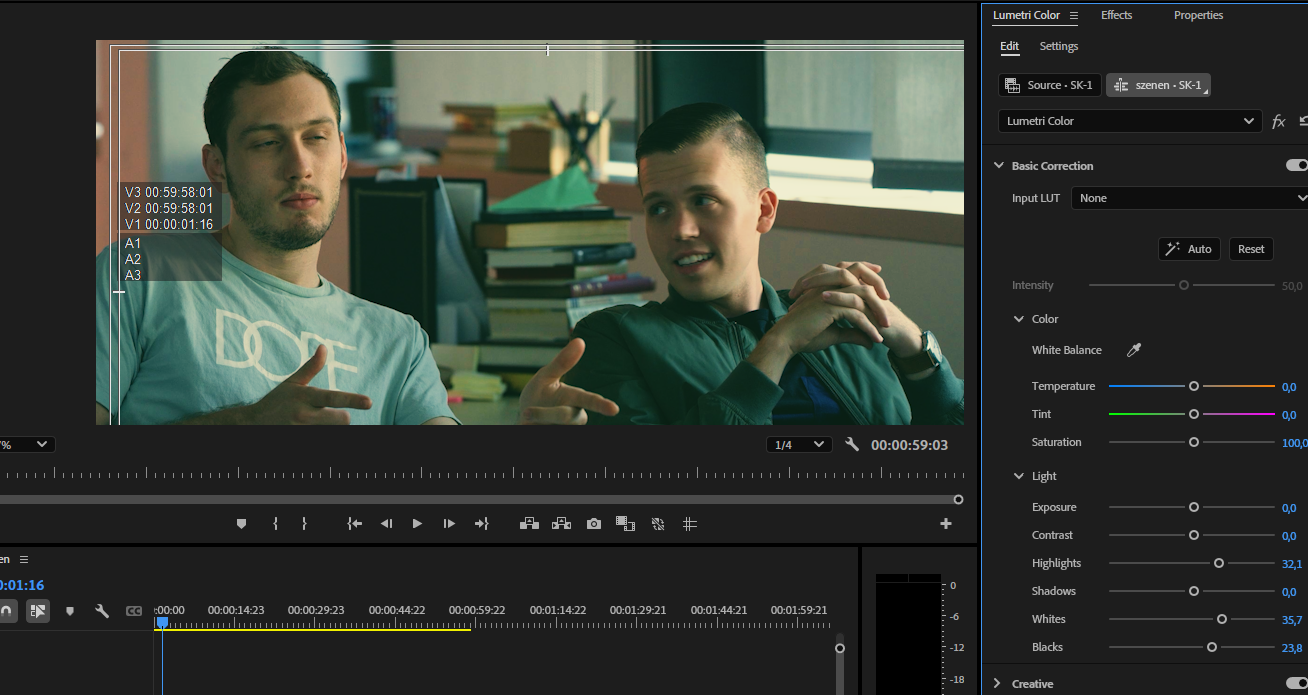 Lumetri Color Effects Properties
Edit Settings
Source • SK-1 szenen • SK-1
Lumetri Color fx
Basic Correction
Input LUT None
Auto Reset
Intensity 50,0
Color
White Balance
Temperature 0,0
Tint 0,0
Saturation 100,0
Light
Exposure 0,0
Contrast 0,0
Highlights 32,1
Shadows 0,0
Whites 35,7
Blacks 23,8
Creative
V3 00:59:58:01
V2 00:59:58:01
V1 00:00:01:16
A1
A2
A3
DOPE
% 1/4 00:00:59:03
en
0:01:16
CC
:00:00 00:00:14:23 00:00:29:23 00:00:44:22 00:00:59:22 00:01:14:22 00:01:29:21 00:01:44:21 00:01:59:21
0
-6
-12
-18